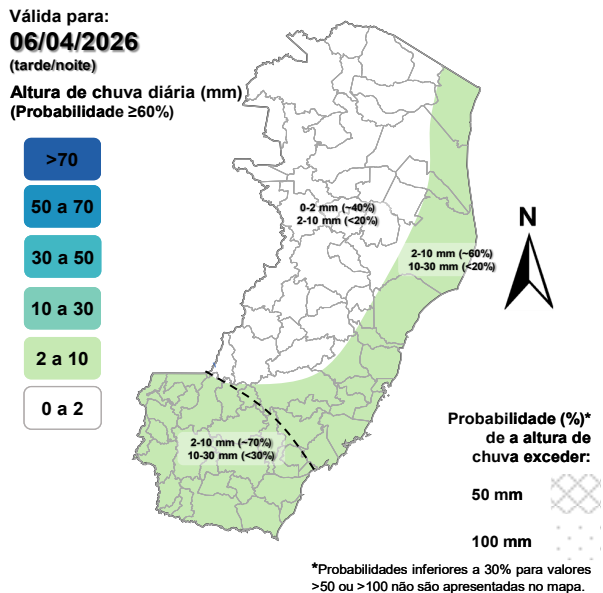 Válida para:
06/04/2026
(tarde/noite)
Altura de chuva diária (mm)
(Probabilidade ≥60%)
>70
50 a 70
30 a 50
10 a 30
2 a 10
0 a 2
0-2 mm (~40%)
2-10 mm (<20%)
2-10 mm (~60%)
10-30 mm (<20%)
2-10 mm (~70%)
10-30 mm (<30%)
N
Probabilidade (%)*
de a altura de
chuva exceder:
50 mm
100 mm
*Probabilidades inferiores a 30% para valores
>50 ou >100 não são apresentadas no mapa.